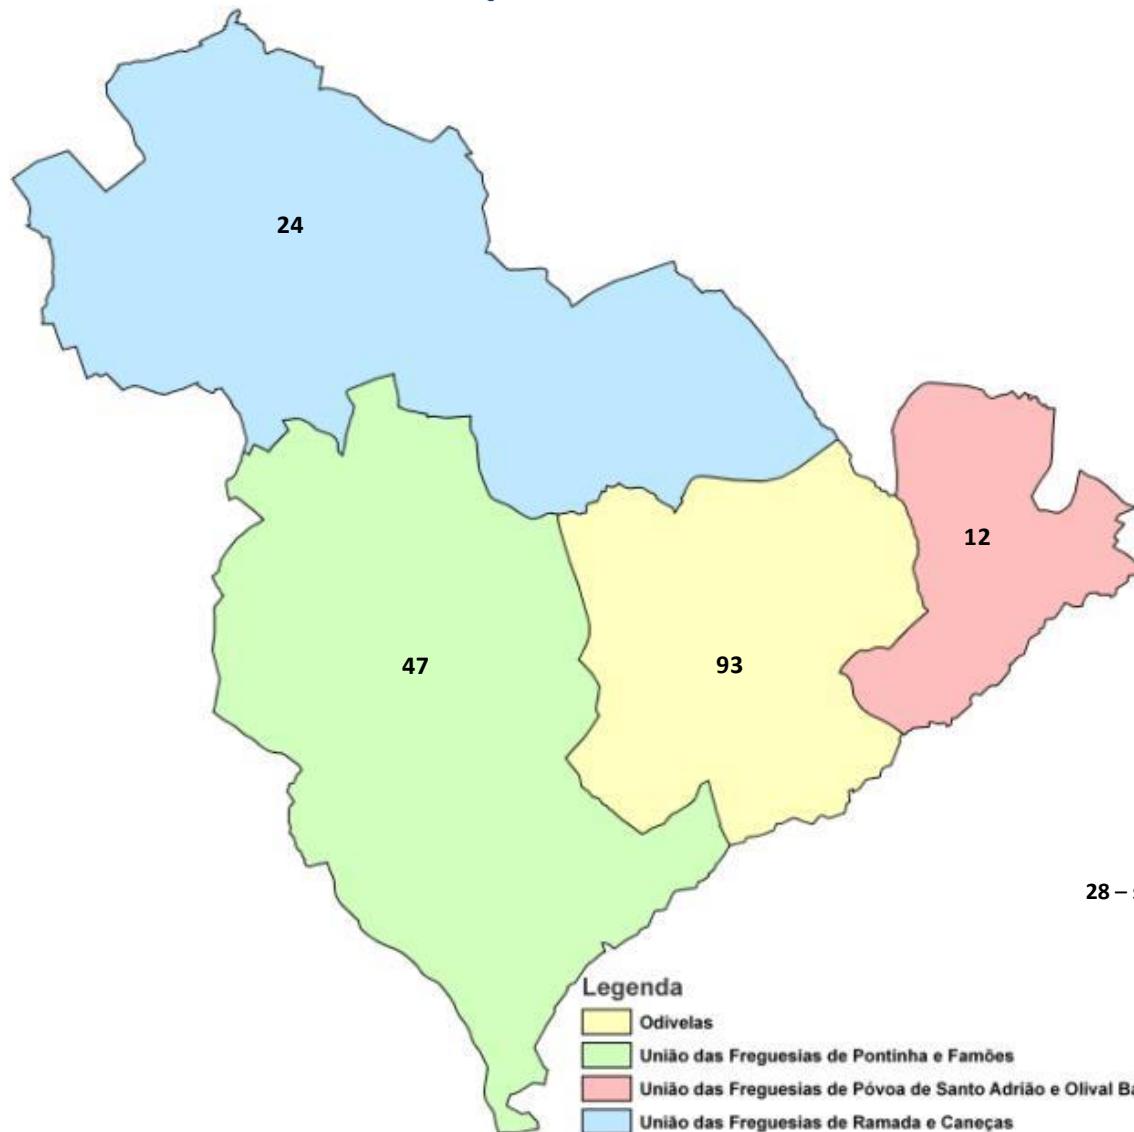 24
12
47
93
28 –
Legenda
Odivelas
União das Freguesias de Pontinha e Famões
União das Freguesias de Póvoa de Santo Adrião e Olival
União das Freguesias de Ramada e Caneças